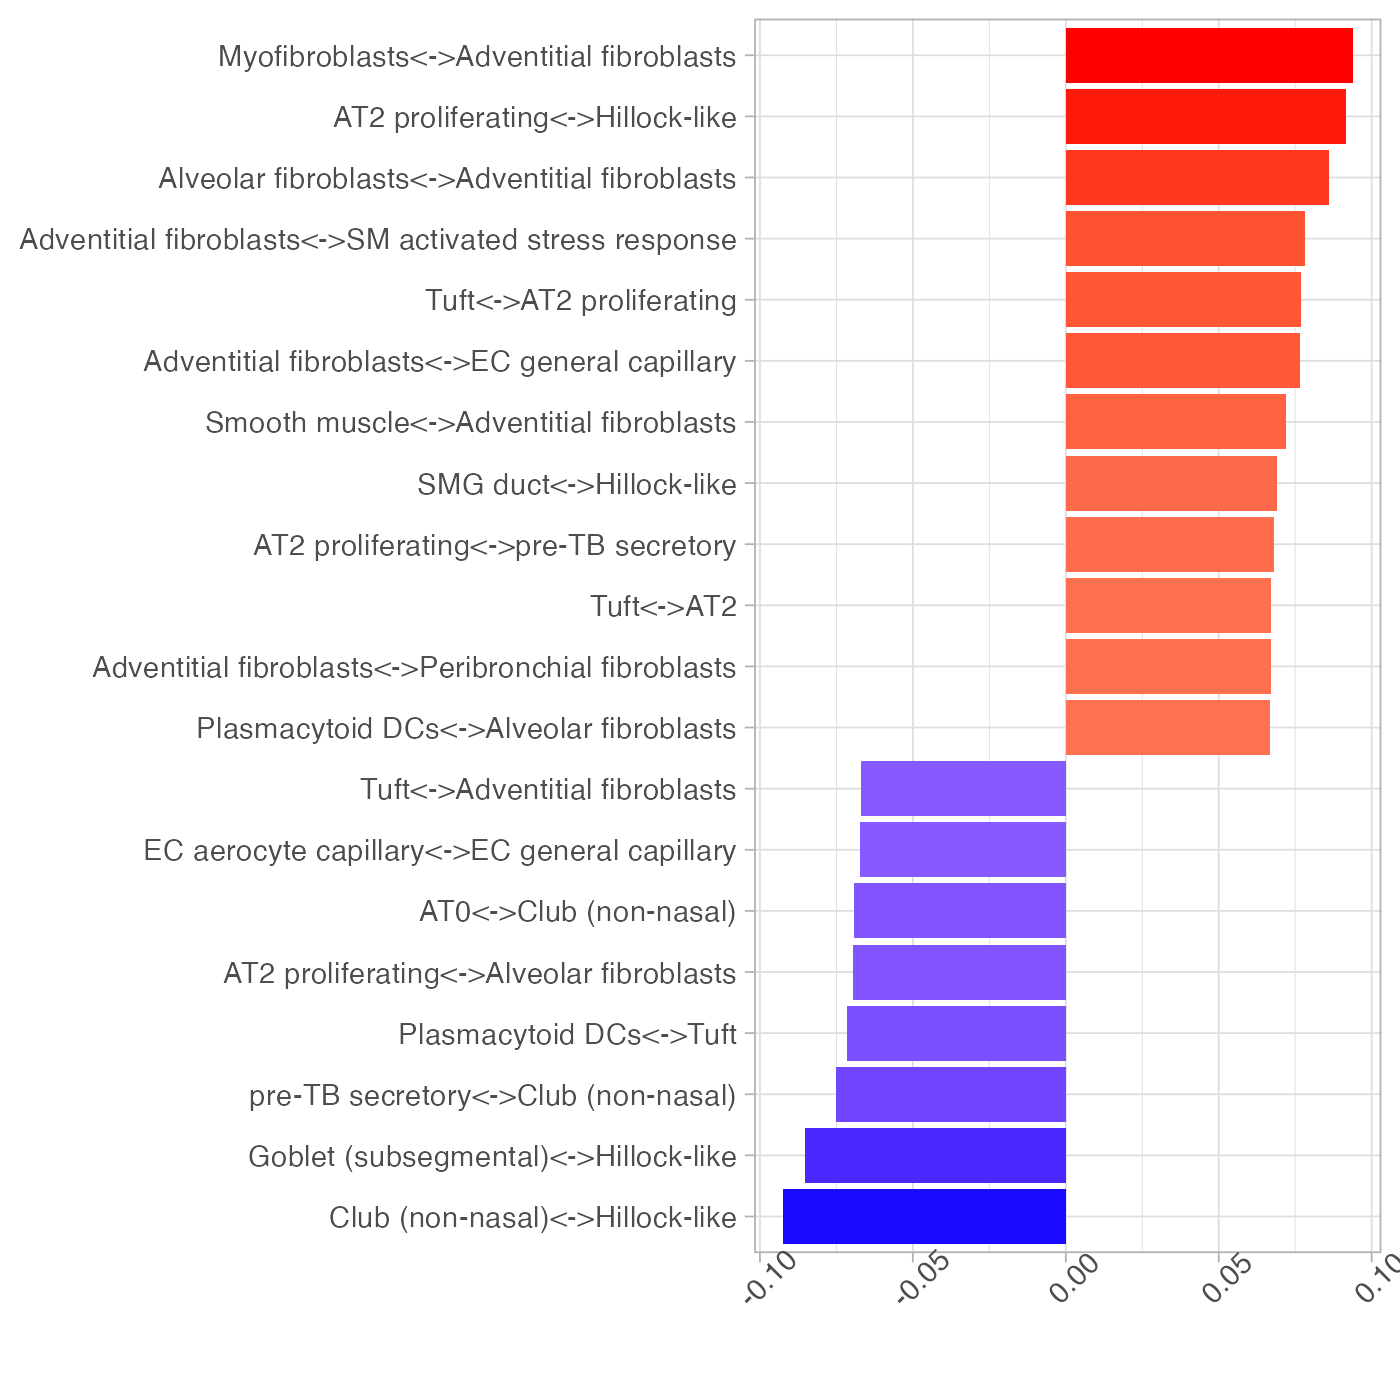 Myofibroblasts<->Adventitial fibroblasts
AT2 proliferating<->Hillock-like
Alveolar fibroblasts<->Adventitial fibroblasts
Adventitial fibroblasts<->SM activated stress response
Tuft<->AT2 proliferating
Adventitial fibroblasts<->EC general capillary
Smooth muscle<->Adventitial fibroblasts
SMG duct<->Hillock-like
AT2 proliferating<->pre-TB secretory
Tuft<->AT2
Adventitial fibroblasts<->Peribronchial fibroblasts
Plasmacytoid DCs<->Alveolar fibroblasts
Tuft<->Adventitial fibroblasts
EC aerocyte capillary<->EC general capillary
AT0<->Club (non-nasal)
AT2 proliferating<->Alveolar fibroblasts
Plasmacytoid DCs<->Tuft
pre-TB secretory<->Club (non-nasal)
Goblet (subsegmental)<->Hillock-like
Club (non-nasal)<->Hillock-like
-0.10
-0.05
0.00
0.05
0.10